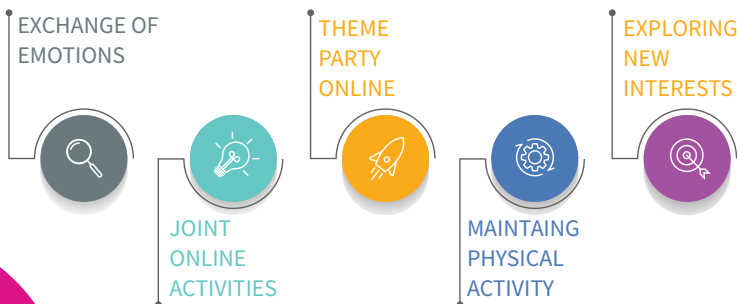 EXCHANGE OF
EMOTIONS
JOINT
ONLINE
ACTIVITIES
THEME
PARTY
ONLINE
MAINTAING
PHYSICAL
ACTIVITY
EXPLORING
NEW
INTERESTS